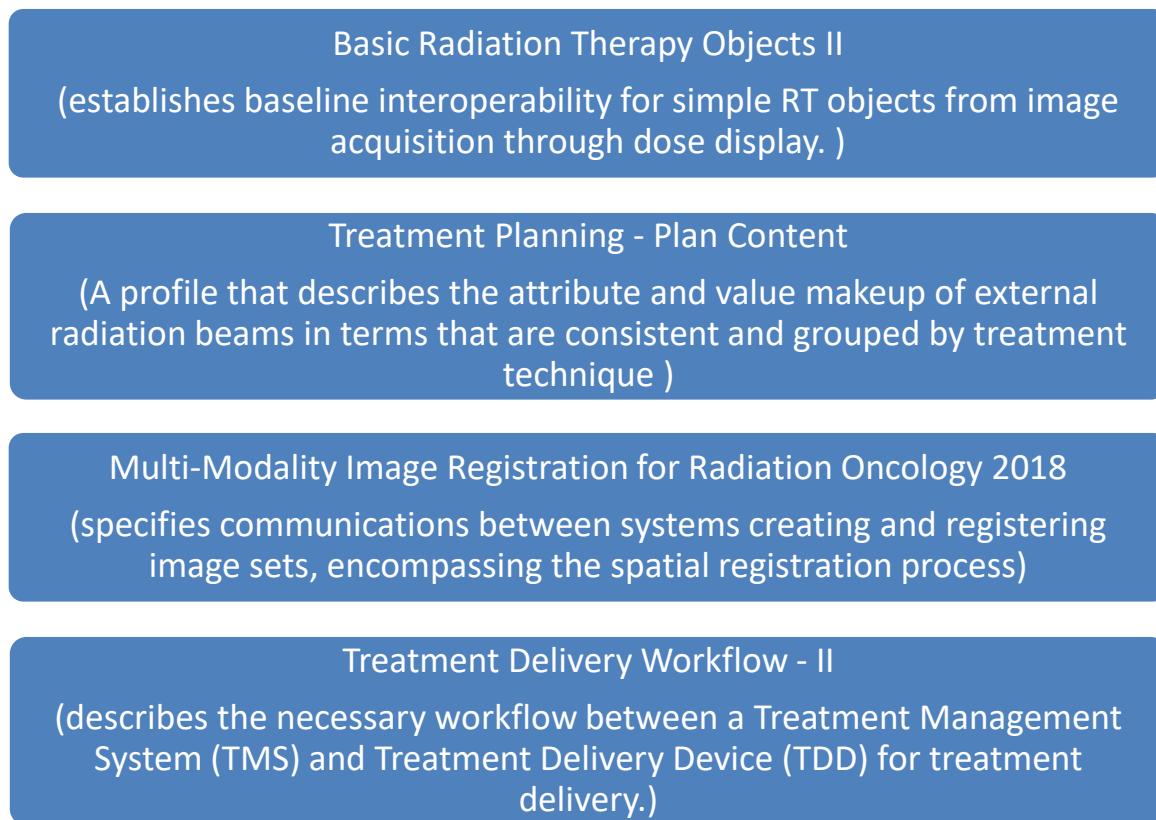 Basic Radiation Therapy Objects II
(establishes baseline interoperability for simple RT objects from image
acquisition through dose display. )
Treatment Planning - Plan Content
(A profile that describes the attribute and value makeup of external
radiation beams in terms that are consistent and grouped by treatment
technique )
Multi-Modality Image Registration for Radiation Oncology 2018
(specifies communications between systems creating and registering
image sets, encompassing the spatial registration process)
Treatment Delivery Workflow - II
(describes the necessary workflow between a Treatment Management
System (TMS) and Treatment Delivery Device (TDD) for treatment
delivery.)